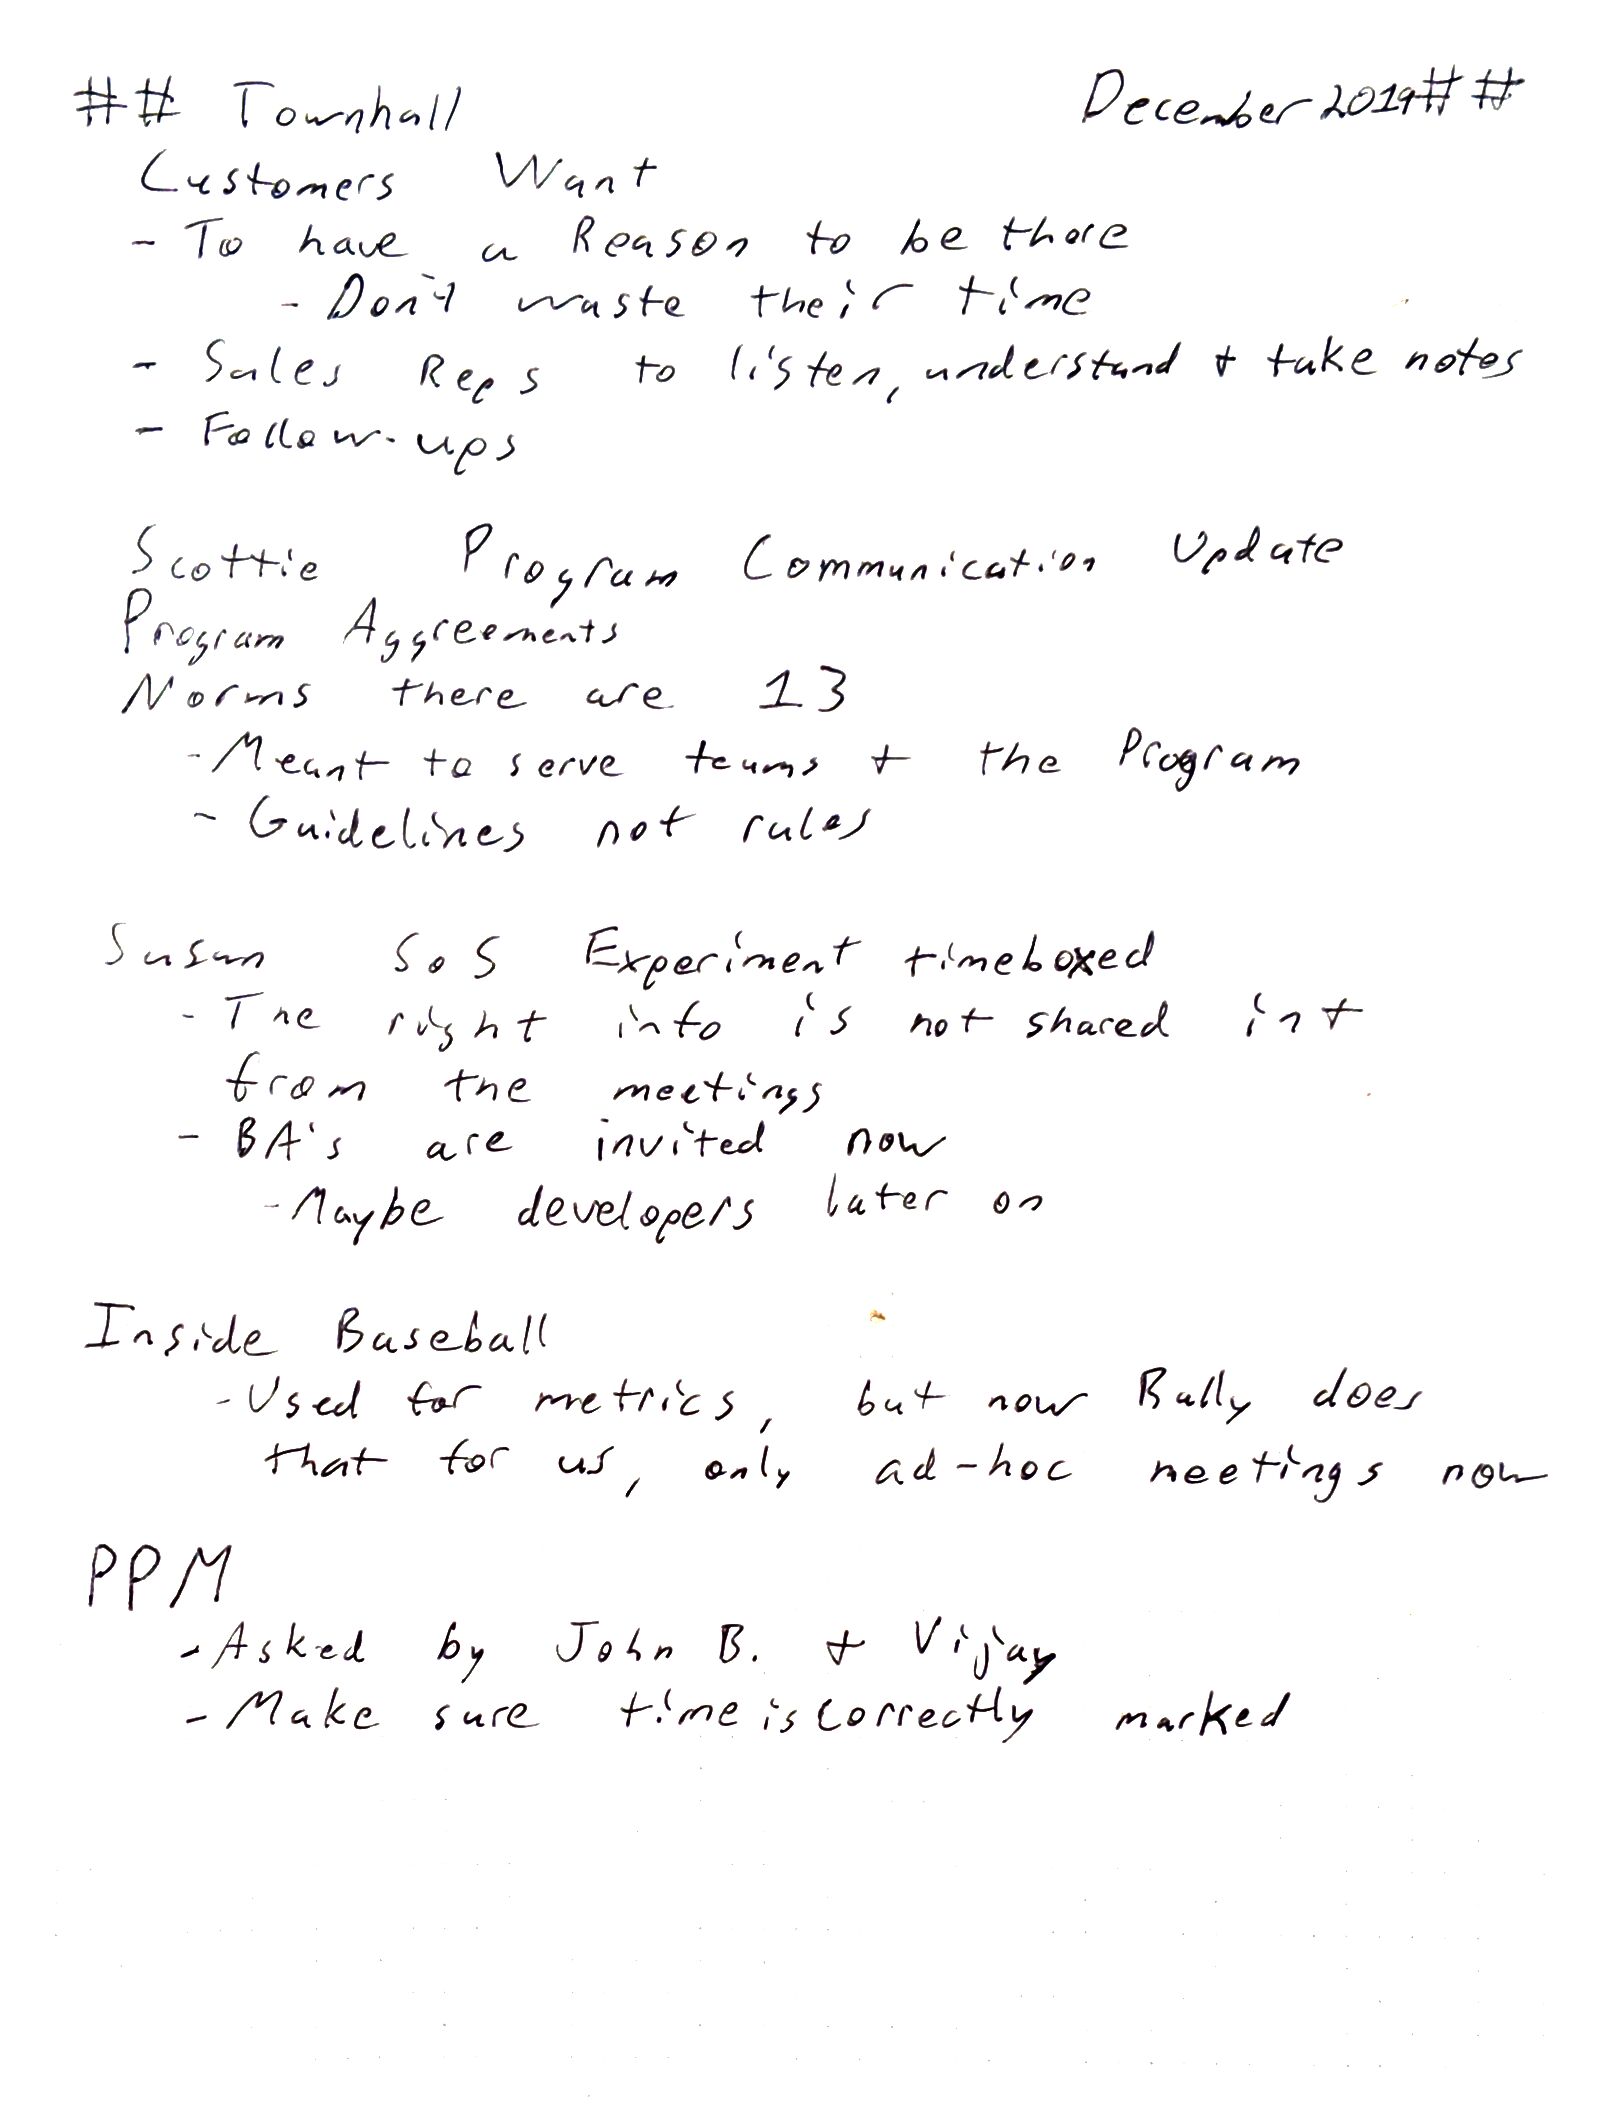 ## Townhall December 2019##
Customers Want
- To have a Reason to be there
- Don't waste their time
- Sales Reps to listen, understand + take notes
- Follow-ups
Scottie Program Communication Update
Program Aggreements
Norms there are 13
- Meant to serve teams + the Program
- Guidelines not rules
Susan SoS Experiment timeboxed
- The right info is not shared int
from the meetings
- BA's are invited now
- Maybe developers later on
Inside Baseball
- Used for metrics, but now Rally does
that for us, only ad-hoc meetings now
PPM
- Asked by John B. + Vijay
- Make sure time is correctly marked